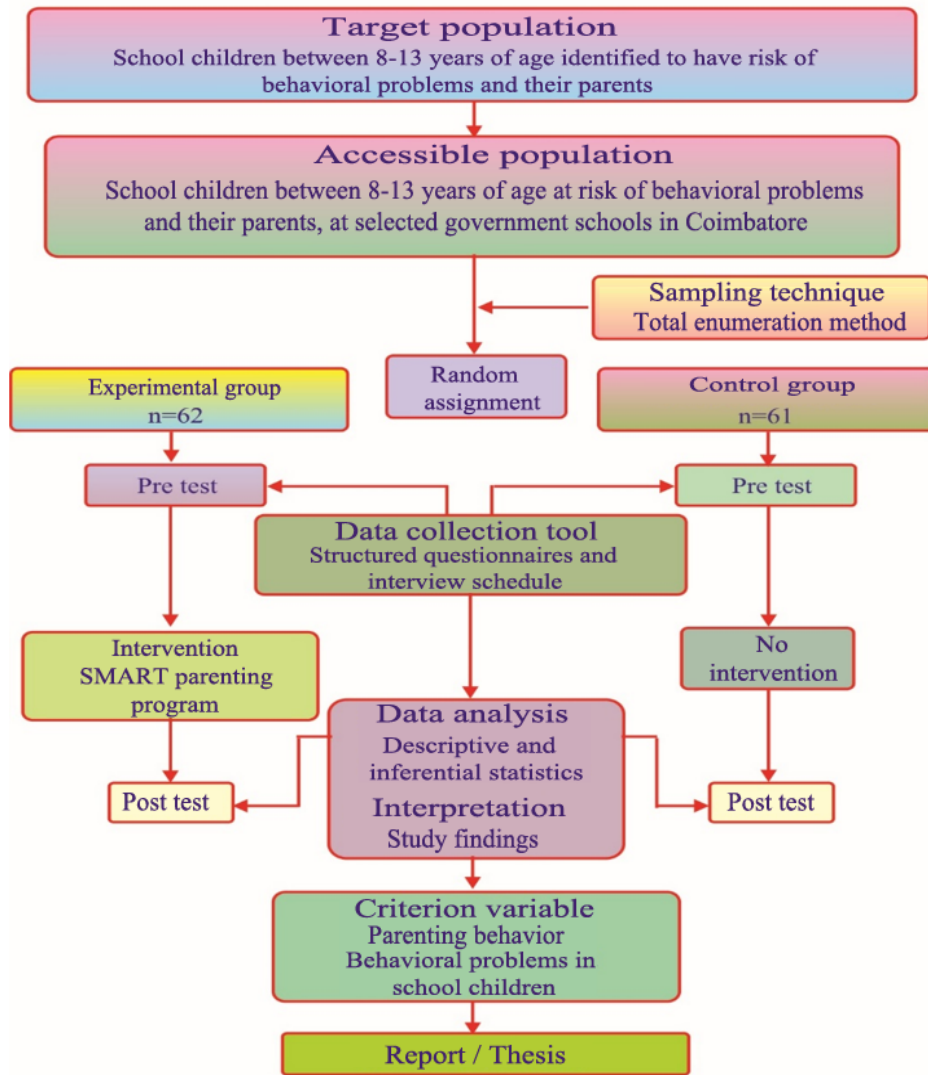 Target population
School children between 8-13 years of age identified to have risk of
behavioral problems and their parents
Accessible population
School children between 8-13 years of age at risk of behavioral problems
and their parents, at selected government schools in Coimbatore
Sampling technique
Total enumeration method
Random
assignment
Experimental group
n=62
Control group
n=61
Pre test
Pre test
Data collection tool
Structured questionnaires and
interview schedule
Intervention
SMART parenting
program
No
intervention
Data analysis
Descriptive and
inferential statistics
Interpretation
Study findings
Post test
Post test
Criterion variable
Parenting behavior
Behavioral problems in
school children
Report / Thesis